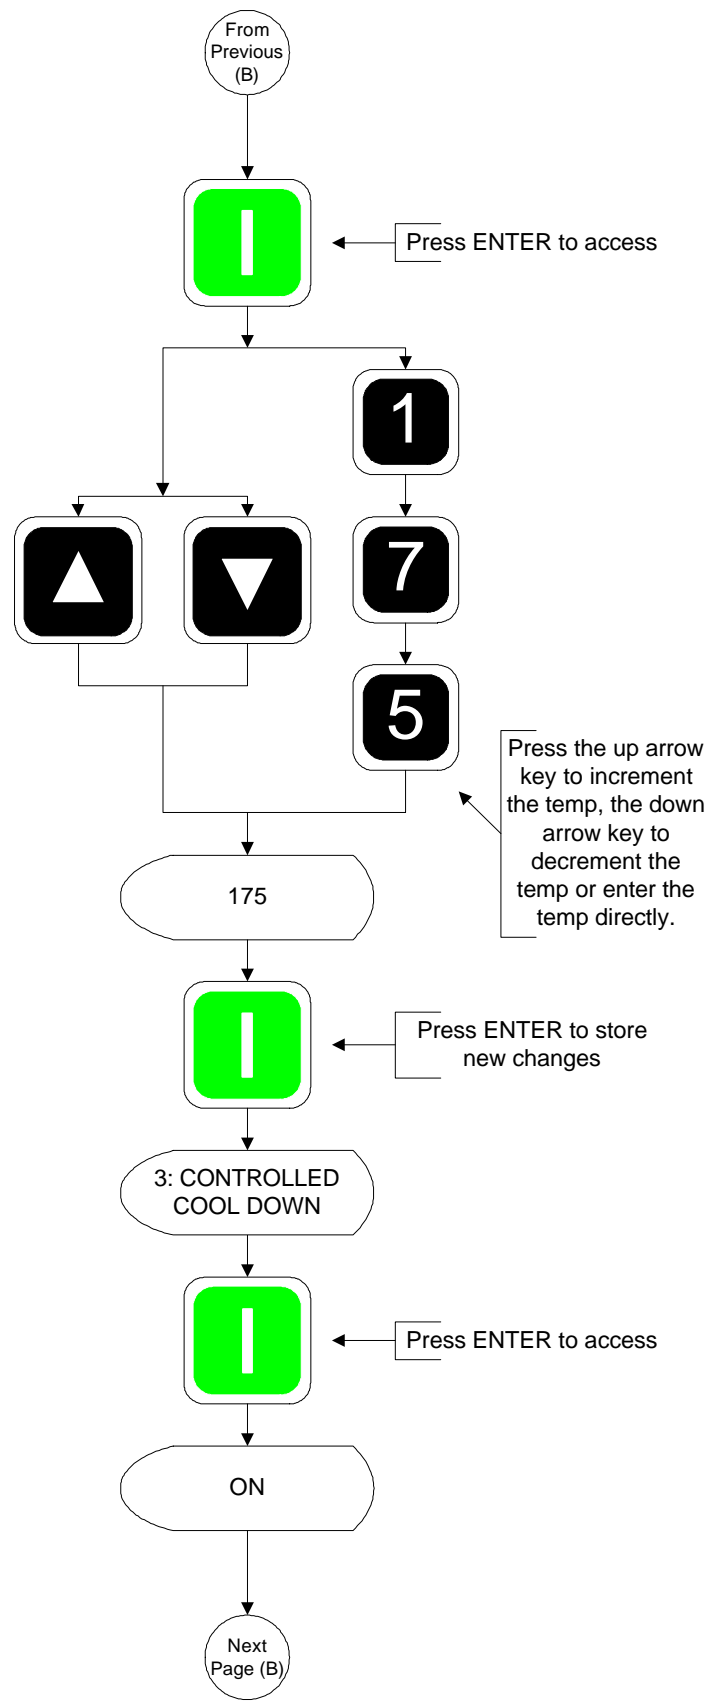 From
Previous
(B)
Press ENTER to access
1
7
5
Press the up arrow
key to increment
the temp, the down
arrow key to
decrement the
temp or enter the
temp directly.
175
Press ENTER to store
new changes
3: CONTROLLED
COOL DOWN
Press ENTER to access
ON
Next
Page (B)